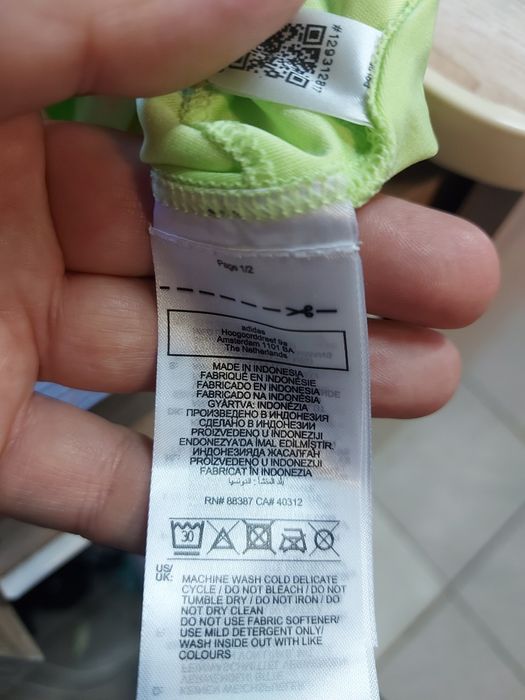 #129312817
Page 1/2
adidas
Hoogoorddreef 9a
Amsterdam 1101 BA
The Netherlands
MADE IN INDONESIA
FABRIQUÉ EN INDONÉSIE
FABRICADO EN INDONESIA
FABRICADO NA INDONÉSIA
GYÁRTVA: INDONÉZIA
ПРОИЗВЕДЕНО В ИНДОНЕЗИЯ
СДЕЛАНО В ИНДОНЕЗИИ
PROIZVEDENO U INDONEZIJI
ENDONEZYA'DA İMAL EDİLMİŞTİR.
ИНДОНЕЗИЯДА ЖАСАЛҒАН
PROIZVEDENO U INDONEZIJI
FABRICAT ÎN INDONEZIA
بلد المنشأ: اندونيسيا
RN# 88387 CA# 40312
30
US/
UK:
MACHINE WASH COLD DELICATE
CYCLE / DO NOT BLEACH / DO NOT
TUMBLE DRY / DO NOT IRON / DO
NOT DRY CLEAN
DO NOT USE FABRIC SOFTENER/
USE MILD DETERGENT ONLY/
WASH INSIDE OUT WITH LIKE
COLOURS